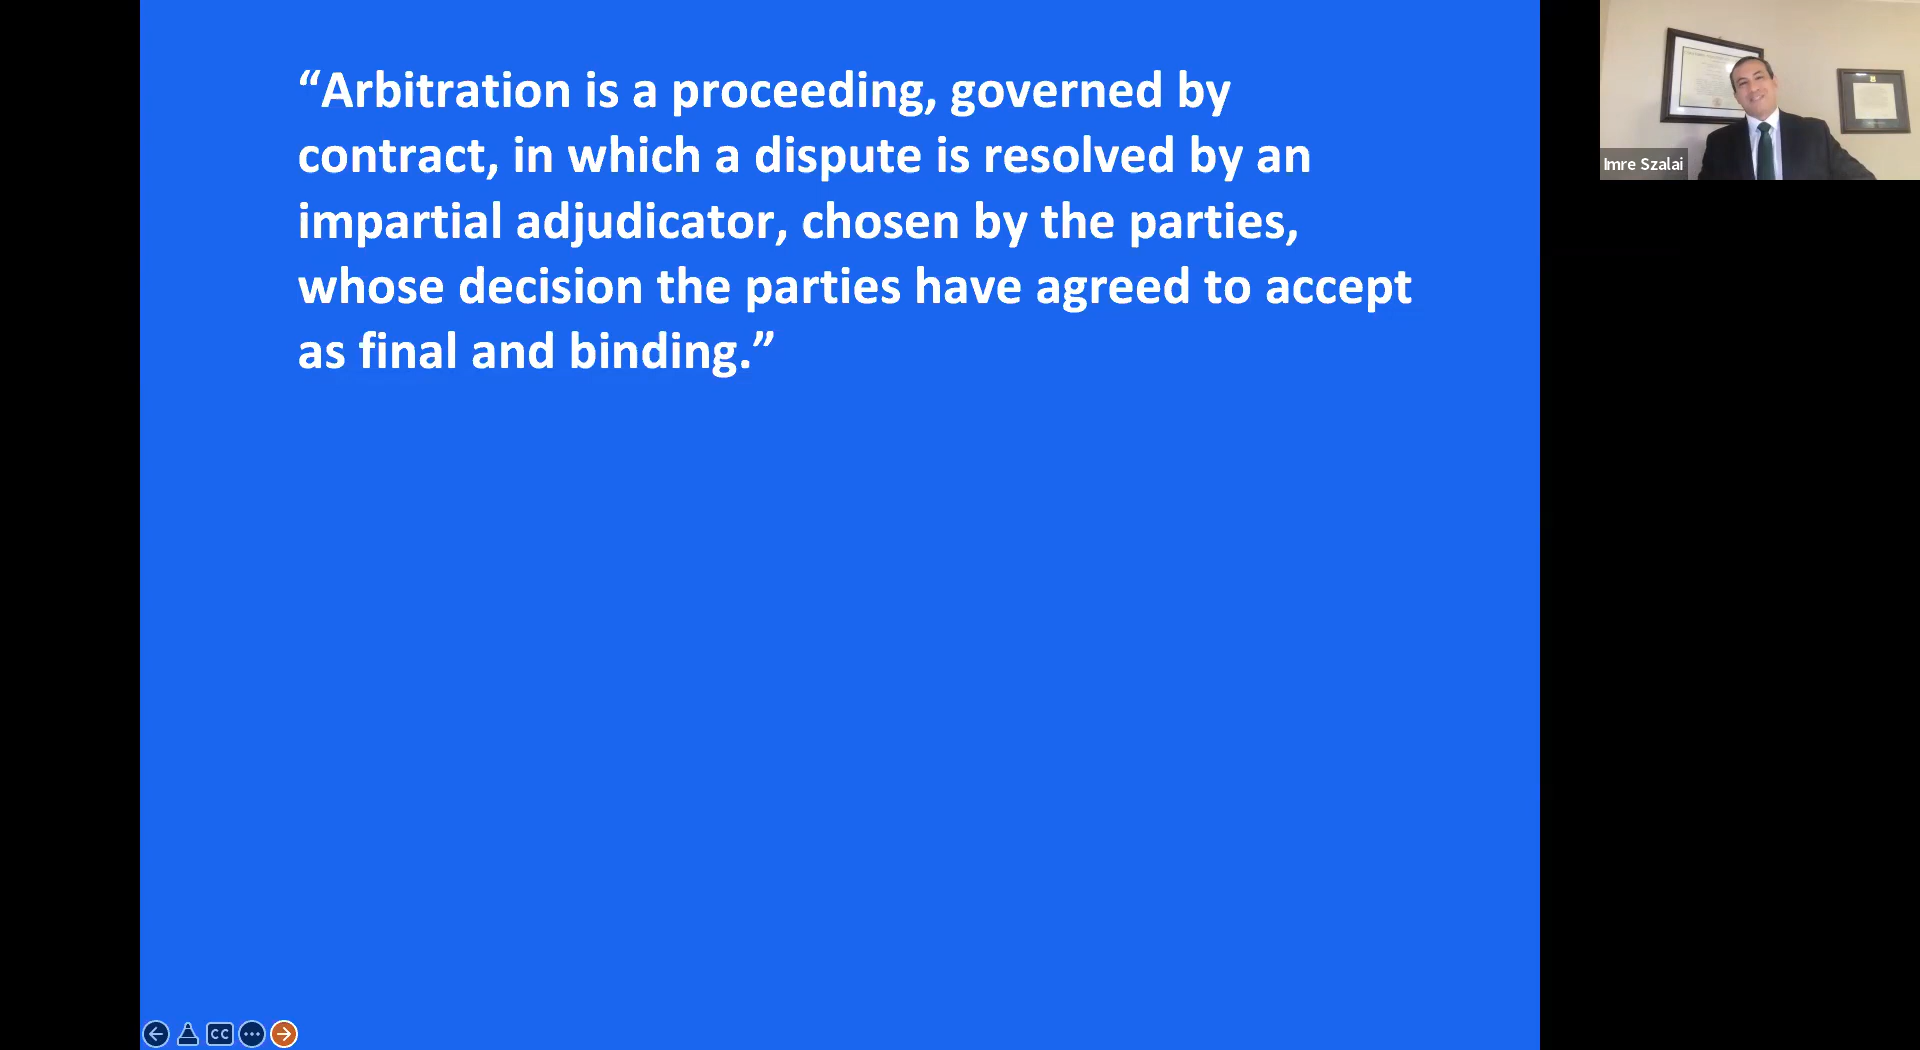 “Arbitration is a proceeding, governed by
contract, in which a dispute is resolved by an
impartial adjudicator, chosen by the parties,
whose decision the parties have agreed to accept
as final and binding.”
Imre Szalai
CC